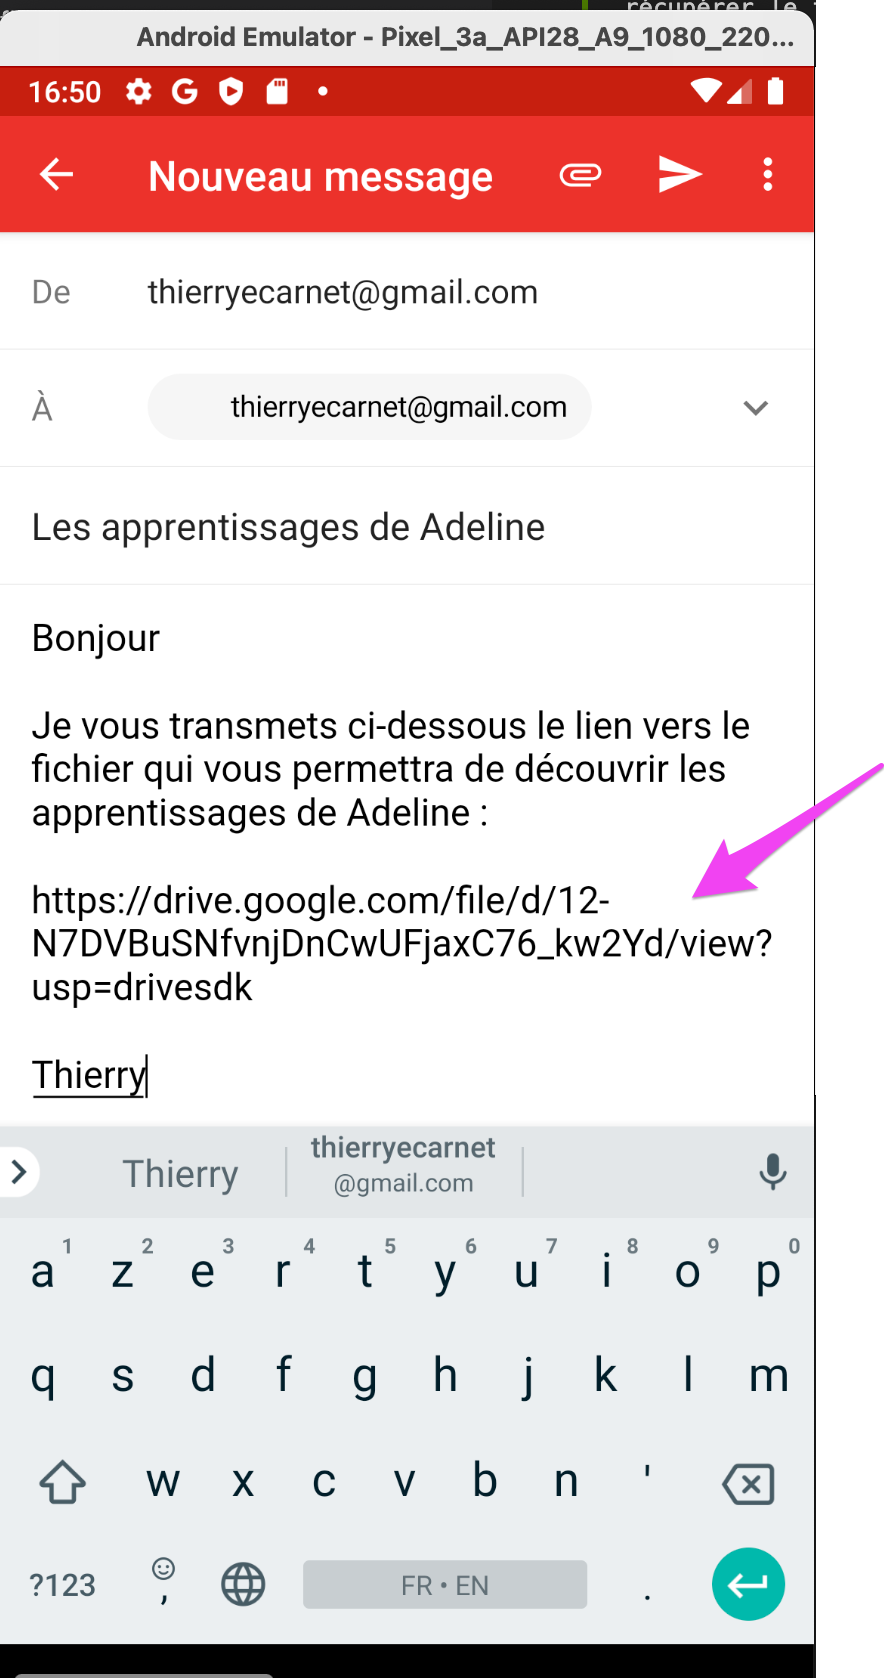 récupérer le
Android Emulator - Pixel_3a_API28_A9_1080_220...
16:50
Nouveau message
De thierryecarnet@gmail.com
À thierryecarnet@gmail.com
Les apprentissages de Adeline
Bonjour
Je vous transmets ci-dessous le lien vers le
fichier qui vous permettra de découvrir les
apprentissages de Adeline :
https://drive.google.com/file/d/12-
N7DVBuSNfvnjDnCwUFjaxC76_kw2Yd/view?
usp=drivesdk
Thierry
Thierry thierryecarnet
@gmail.com
a 1 z 2 e 3 r 4 t 5 y 6 u 7 i 8 o 9 p 0
q s d f g h j k l m
w x c v b n '
?123 , FR • EN .